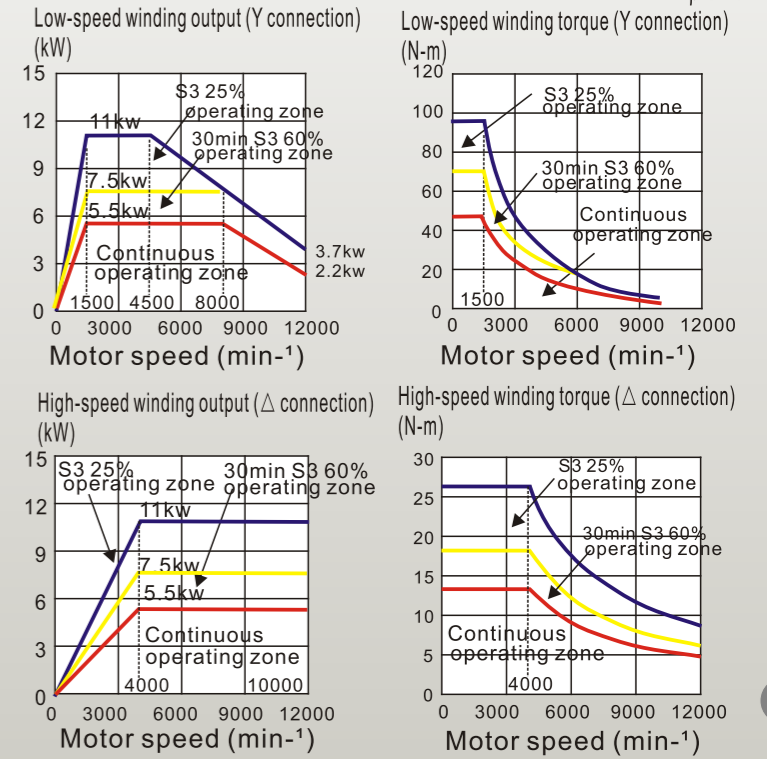 Low-speed winding output (Y connection)
(kW)
15
12
9
6
3
0
S3 25%
operating zone
11kw
30min S3 60%
operating zone
7.5kw
5.5kw
Continuous
operating zone
3.7kw
2.2kw
1500 4500 8000
0 3000 6000 9000 12000
Motor speed (min-¹)
Low-speed winding torque (Y connection)
(N-m)
120
100
80
60
40
20
0
S3 25%
operating zone
30min S3 60%
operating zone
Continuous
operating zone
1500
0 3000 6000 9000 12000
Motor speed (min-¹)
High-speed winding output (△ connection)
(kW)
15
12
9
6
3
0
S3 25%
operating zone
30min S3 60%
operating zone
11kw
7.5kw
5.5kw
Continuous
operating zone
4000 10000
0 3000 6000 9000 12000
Motor speed (min-¹)
High-speed winding torque (△ connection)
(N-m)
30
25
20
15
10
5
0
S3 25%
operating zone
30min S3 60%
operating zone
Continuous
operating zone
4000
0 3000 6000 9000 12000
Motor speed (min-¹)